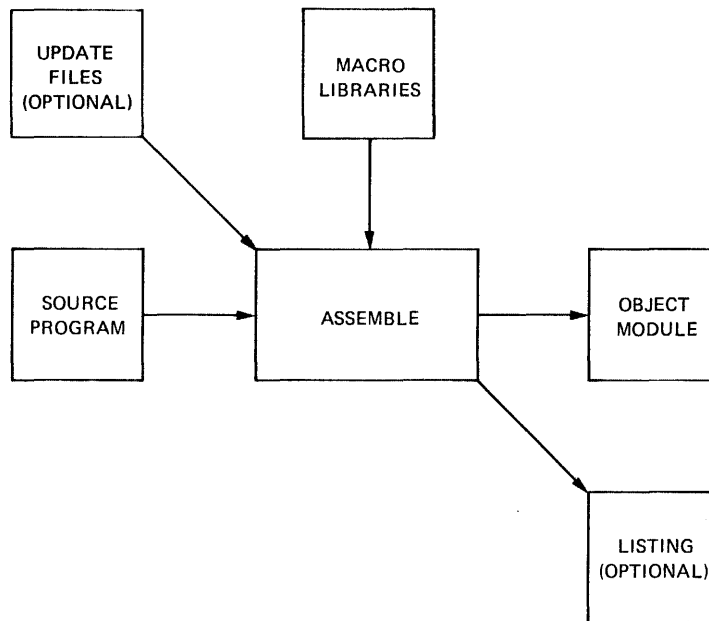 UPDATE
FILES
(OPTIONAL)
MACRO
LIBRARIES
SOURCE
PROGRAM
ASSEMBLE
OBJECT
MODULE
LISTING
(OPTIONAL)